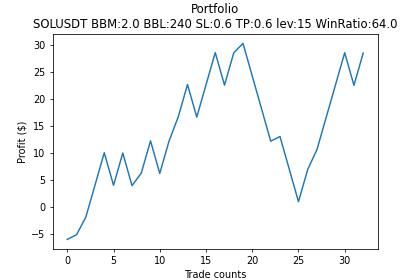 Portfolio
SOLUSDT BBM:2.0 BBL:240 SL:0.6 TP:0.6 lev:15 WinRatio:64.0
30
25
20
15
10
5
0
−5
Profit ($)
0 5 10 15 20 25 30
Trade counts